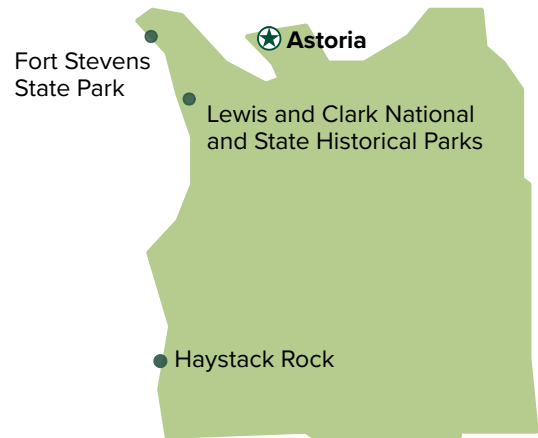 Astoria
Fort Stevens
State Park
Lewis and Clark National
and State Historical Parks
Haystack Rock